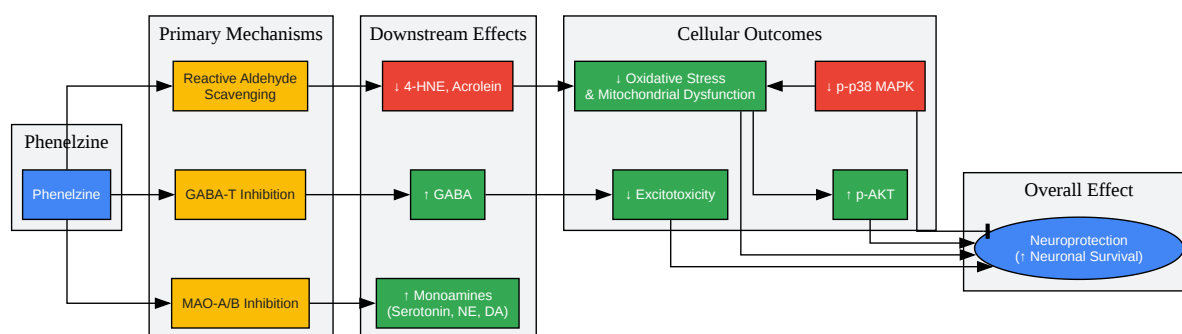 Primary Mechanisms
Downstream Effects
Cellular Outcomes
Reactive Aldehyde
Scavenging
↓ 4-HNE, Acrolein
↓ Oxidative Stress
& Mitochondrial Dysfunction
↓ p-p38 MAPK
Phenelzine
Phenelzine
GABA-T Inhibition
↑ GABA
↓ Excitotoxicity
↑ p-AKT
Overall Effect
Neuroprotection
(↑ Neuronal Survival)
MAO-A/B Inhibition
↑ Monoamines
(Serotonin, NE, DA)